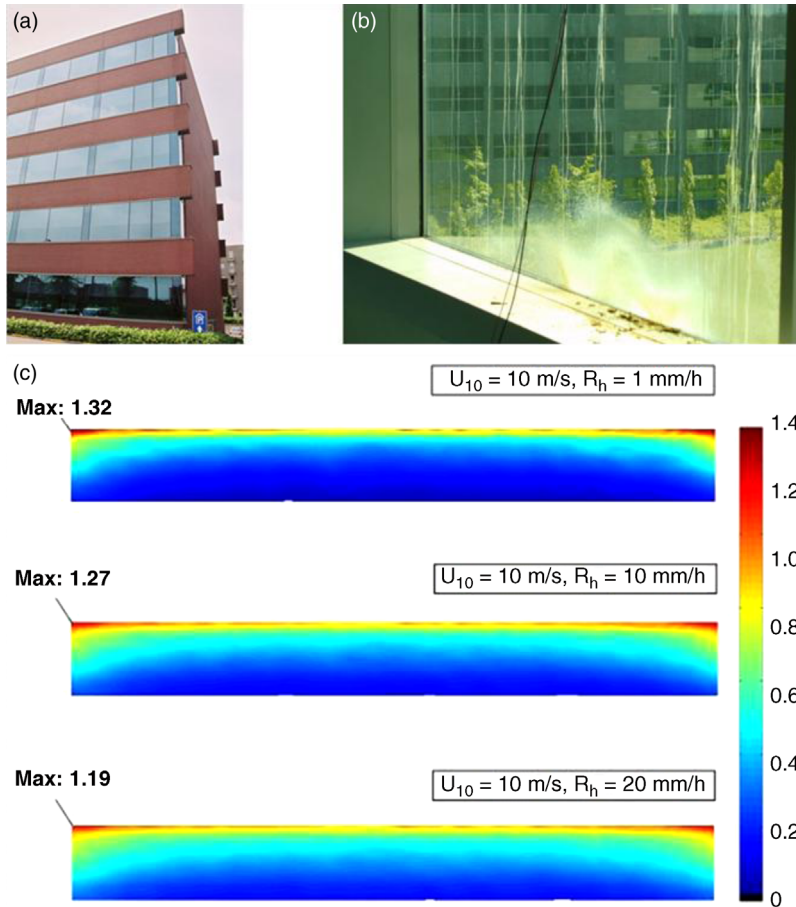 (a)
(b)
(c)
U₁₀ = 10 m/s, Rₕ = 1 mm/h
Max: 1.32
1.4
1.2
Max: 1.27
U₁₀ = 10 m/s, Rₕ = 10 mm/h
1.0
0.8
0.6
Max: 1.19
U₁₀ = 10 m/s, Rₕ = 20 mm/h
0.4
0.2
0